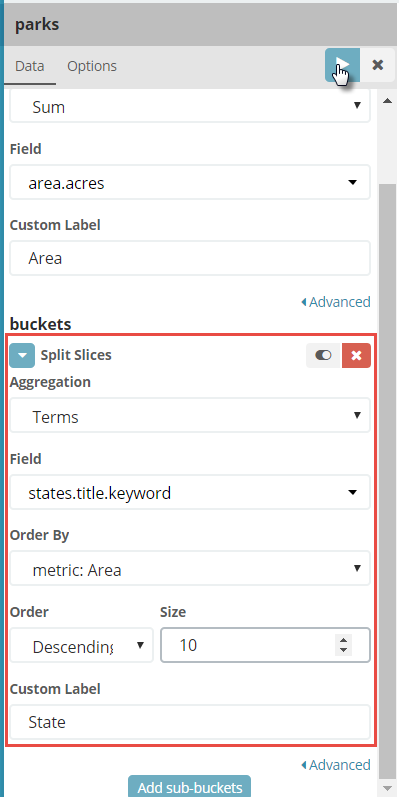 parks
Data Options
Sum
Field
area.acres
Custom Label
Area
Advanced
buckets
Split Slices
Aggregation
Terms
Field
states.title.keyword
Order By
metric: Area
Order Size
Descending 10
Custom Label
State
Advanced
Add sub-buckets